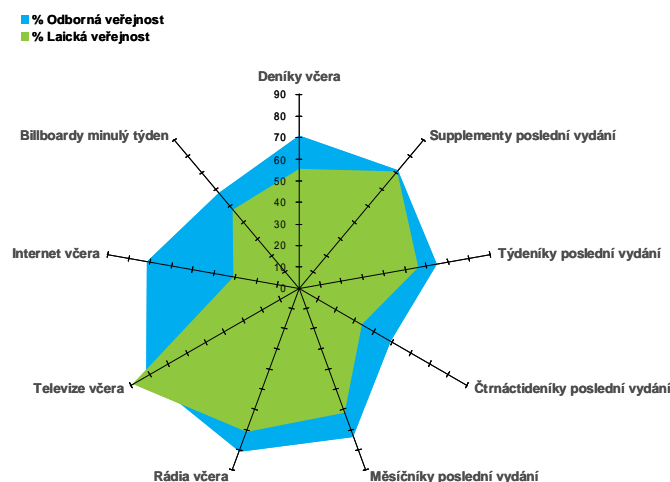 % Odborná veřejnost
% Laická veřejnost
Deníky včera
90
80
70
60
50
40
30
20
10
0
Billboardy minulý týden
Supplementy poslední vydání
Internet včera
Týdeníky poslední vydání
Televize včera
Čtrnáctideníky poslední vydání
Rádia včera
Měsíčníky poslední vydání